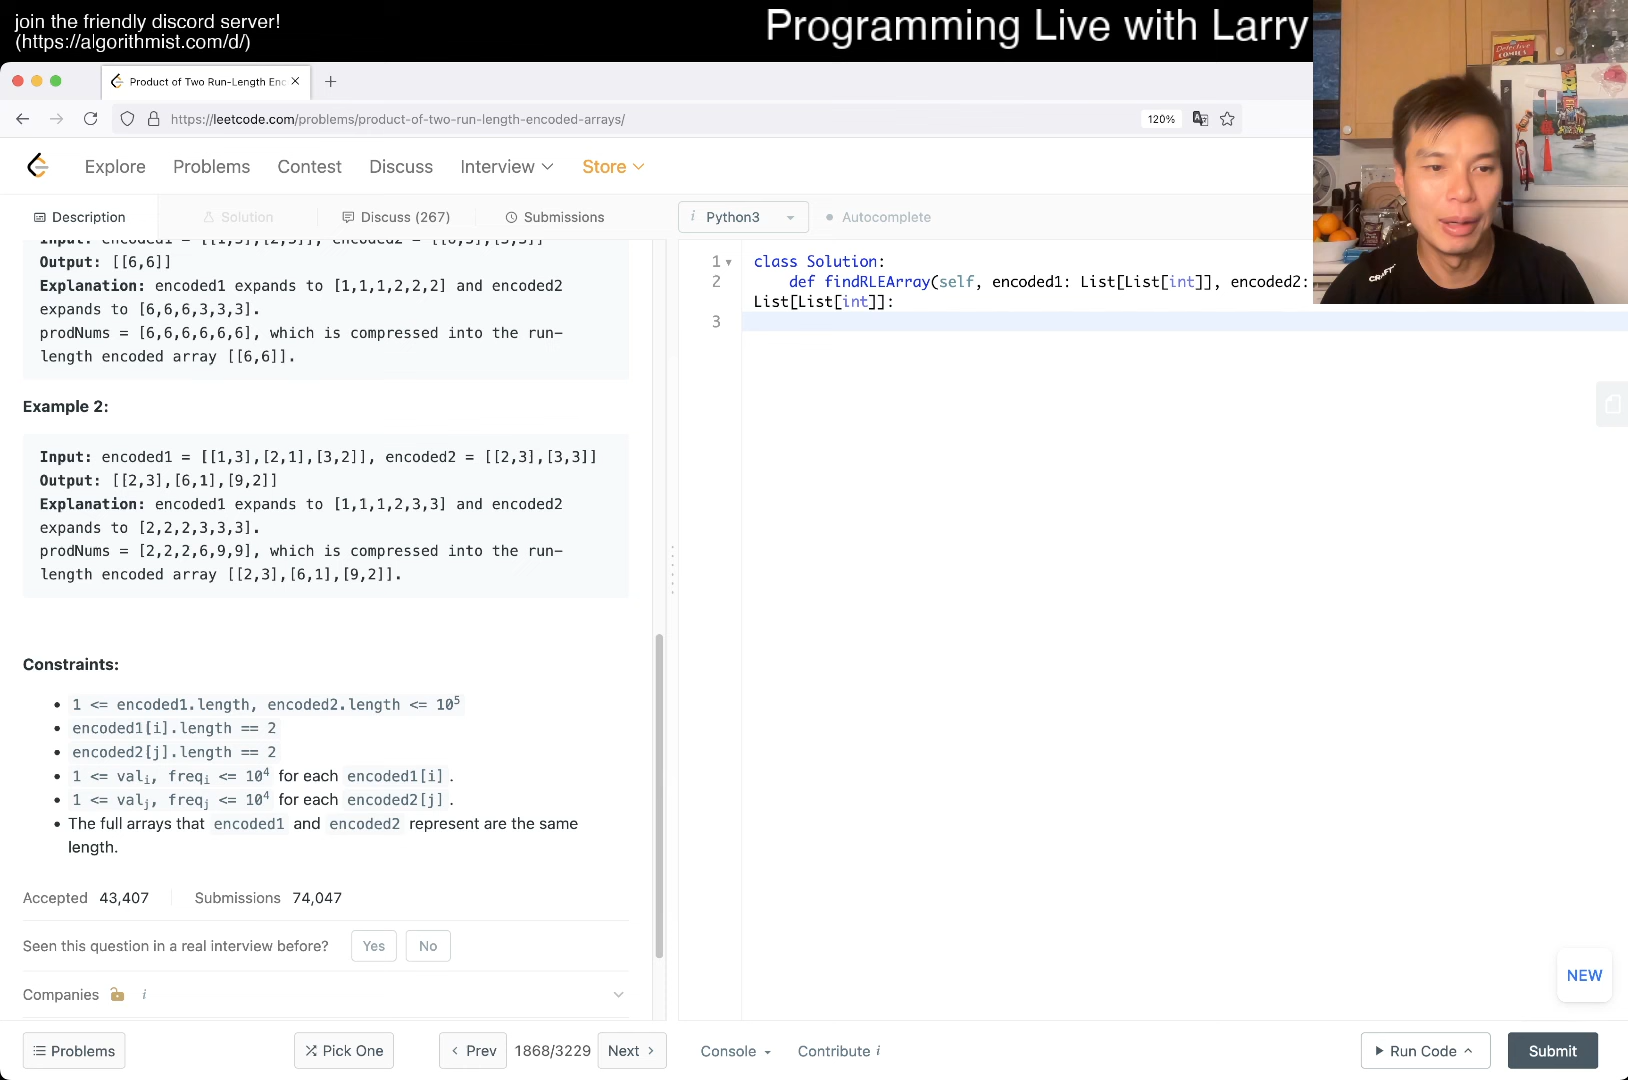 join the friendly discord server!
(https://algorithmist.com/d/)
Programming Live with Larry
Product of Two Run-Length Enc
https://leetcode.com/problems/product-of-two-run-length-encoded-arrays/
120%
Explore
Problems
Contest
Discuss
Interview
Store
Description
Solution
Discuss (267)
Submissions
i Python3
Autocomplete
Output: [[6,6]]
Explanation: encoded1 expands to [1,1,1,2,2,2] and encoded2
expands to [6,6,6,3,3,3].
prodNums = [6,6,6,6,6,6], which is compressed into the run-
length encoded array [[6,6]].
Example 2:
Input: encoded1 = [[1,3],[2,1],[3,2]], encoded2 = [[2,3],[3,3]]
Output: [[2,3],[6,1],[9,2]]
Explanation: encoded1 expands to [1,1,1,2,3,3] and encoded2
expands to [2,2,2,3,3,3].
prodNums = [2,2,2,6,9,9], which is compressed into the run-
length encoded array [[2,3],[6,1],[9,2]].
Constraints:
• 1 <= encoded1.length, encoded2.length <= 10⁵
• encoded1[i].length == 2
• encoded2[j].length == 2
• 1 <= valᵢ, freqᵢ <= 10⁴ for each encoded1[i].
• 1 <= valⱼ, freqⱼ <= 10⁴ for each encoded2[j].
• The full arrays that encoded1 and encoded2 represent are the same
length.
Accepted 43,407 Submissions 74,047
Seen this question in a real interview before? Yes No
Companies i
1 class Solution:
2 def findRLEArray(self, encoded1: List[List[int]], encoded2:
List[List[int]]:
3
NEW
Problems
Pick One
Prev
1868/3229
Next
Console
Contribute i
Run Code
Submit